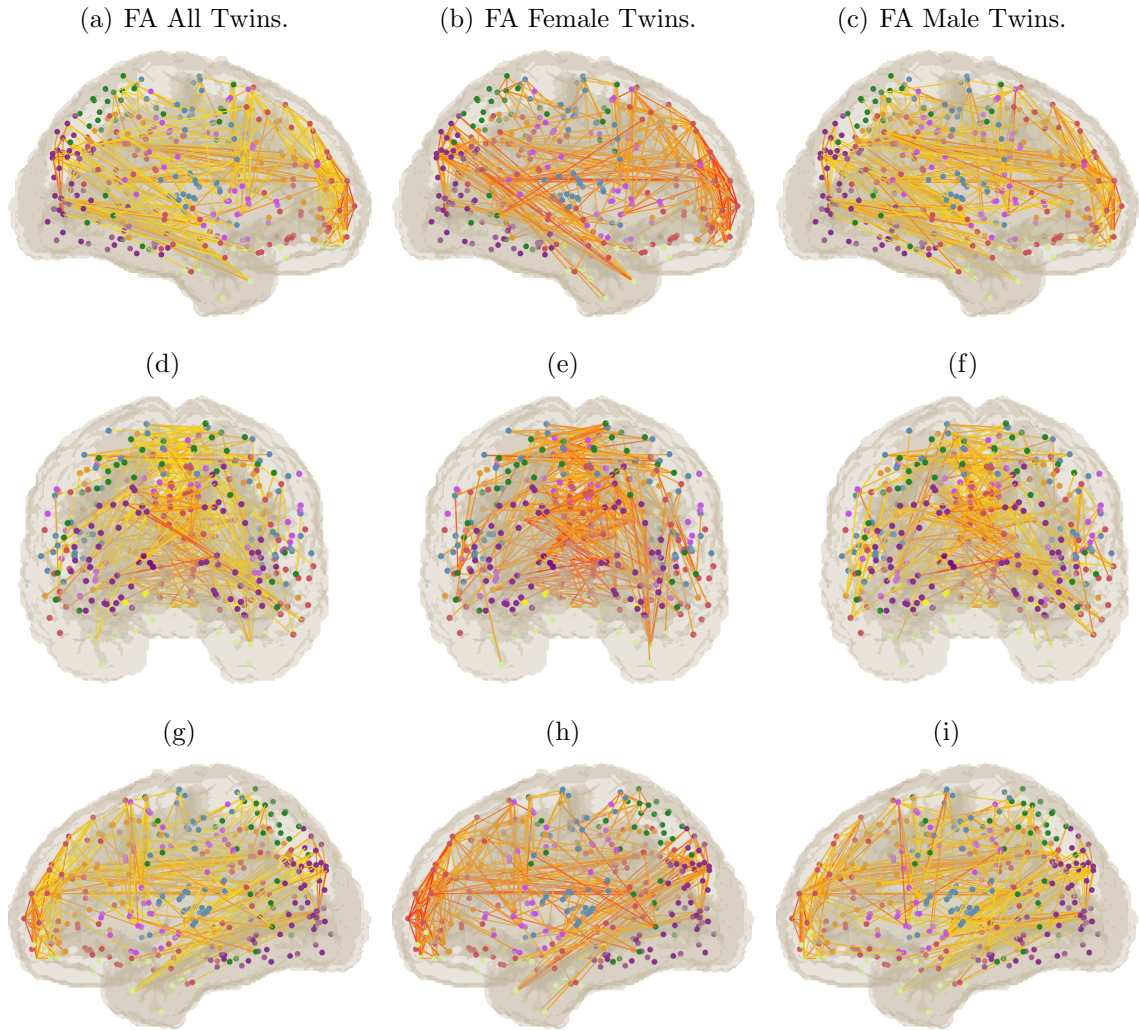 (a) FA All Twins.
(b) FA Female Twins.
(c) FA Male Twins.
(d)
(e)
(f)
(g)
(h)
(i)